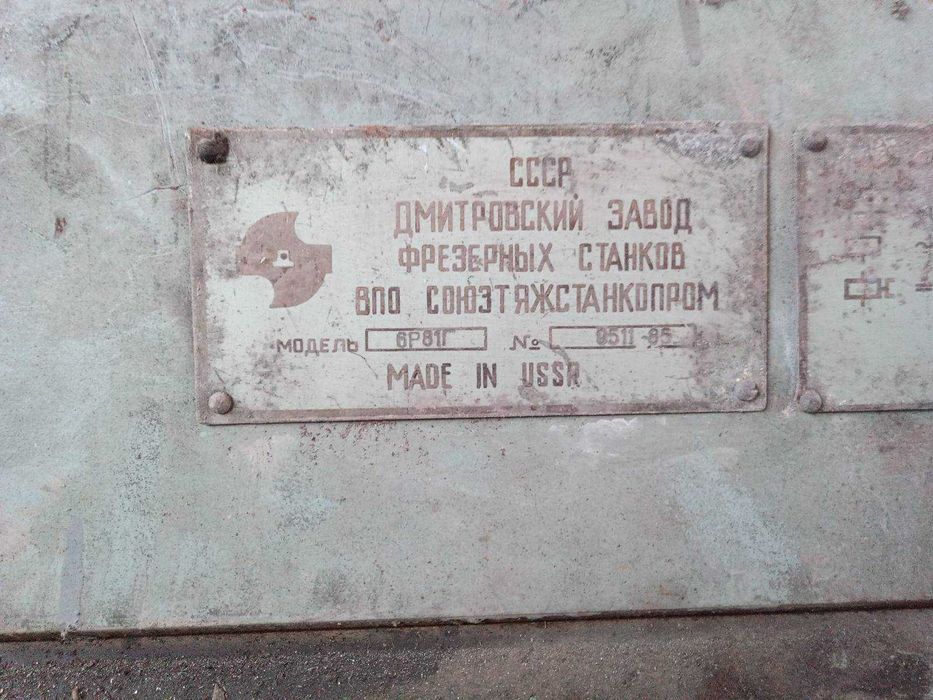 СССР
ДМИТРОВСКИЙ ЗАВОД
ФРЕЗЕРНЫХ СТАНКОВ
ВПО СОЮЗТЯЖСТАНКОПРОМ
МОДЕЛЬ 6Р81Г №
MADE IN USSR